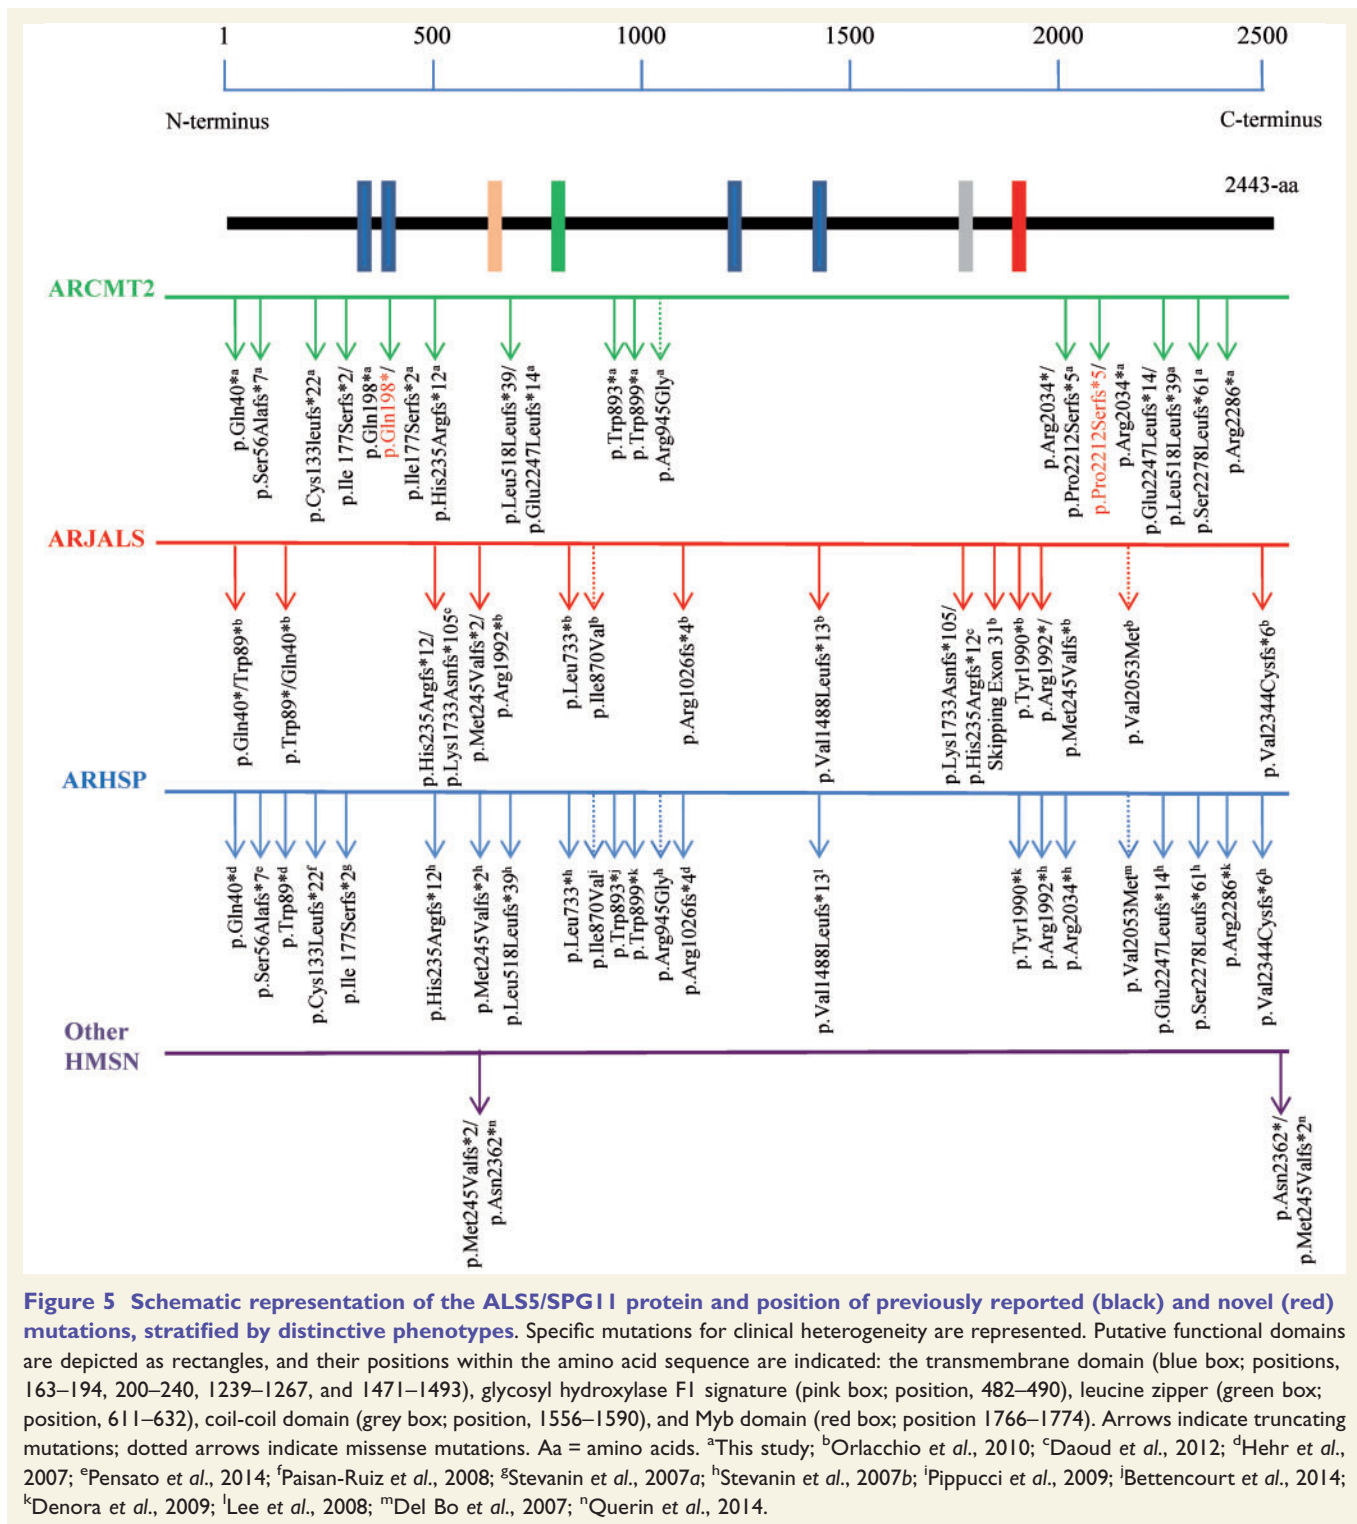 1 500 1000 1500 2000 2500
N-terminus C-terminus
2443-aa
ARCMT2
p.Gln40*ᵃ
p.Ser56Alafs*7ᵃ
p.Cys133leufs*22ᵃ
p.Ile 177Serfs*2/
p.Gln198*ᵃ
p.Gln198*/
p.Ile177Serfs*2ᵃ
p.His235Argfs*12ᵃ
p.Leu518Leufs*39/
p.Glu2247Leufs*14ᵃ
p.Trp893*ᵃ
p.Trp899*ᵃ
p.Arg945Glyᵃ
p.Arg2034*/
p.Pro2212Serfs*5ᵃ
p.Pro2212Serfs*5/
p.Arg2034*ᵃ
p.Glu2247Leufs*14/
p.Leu518Leufs*39ᵃ
p.Ser2278Leufs*61ᵃ
p.Arg2286*ᵃ
ARJALS
p.Gln40*/Trp89*ᵇ
p.Trp89*/Gln40*ᵇ
p.His235Argfs*12/
p.Lys1733Asnfs*105ᶜ
p.Met245Valfs*2/
p.Arg1992*ᵇ
p.Leu733*ᵇ
p.Ile870Valᵇ
p.Arg1026fs*4ᵇ
p.Val1488Leufs*13ᵇ
p.Lys1733Asnfs*105/
p.His235Argfs*12ᶜ
Skipping Exon 31ᵇ
p.Tyr1990*ᵇ
p.Arg1992*/
p.Met245Valfs*ᵇ
p.Val2053Metᵇ
p.Val2344Cysfs*6ᵇ
ARHSP
p.Gln40*ᵈ
p.Ser56Alafs*7ᵉ
p.Trp89*ᵈ
p.Cys133Leufs*22ᶠ
p.Ile 177Serfs*2ᵍ
p.His235Argfs*12ʰ
p.Met245Valfs*2ʰ
p.Leu518Leufs*39ʰ
p.Leu733*ʰ
p.Ile870Valⁱ
p.Trp893*ʲ
p.Trp899*ᵏ
p.Arg945Glyʰ
p.Arg1026fs*4ᵈ
p.Val1488Leufs*13ˡ
p.Tyr1990*ᵏ
p.Arg1992*ʰ
p.Arg2034*ʰ
p.Val2053Metᵐ
p.Glu2247Leufs*14ʰ
p.Ser2278Leufs*61ʰ
p.Arg2286*ᵏ
p.Val2344Cysfs*6ʰ
Other
HMSN
p.Met245Valfs*2/
p.Asn2362*ⁿ
p.Asn2362*/
p.Met245Valfs*2ⁿ
Figure 5 Schematic representation of the ALS5/SPG11 protein and position of previously reported (black) and novel (red)
mutations, stratified by distinctive phenotypes. Specific mutations for clinical heterogeneity are represented. Putative functional domains
are depicted as rectangles, and their positions within the amino acid sequence are indicated: the transmembrane domain (blue box; positions,
163–194, 200–240, 1239–1267, and 1471–1493), glycosyl hydroxylase F1 signature (pink box; position, 482–490), leucine zipper (green box;
position, 611–632), coil-coil domain (grey box; position, 1556–1590), and Myb domain (red box; position 1766–1774). Arrows indicate truncating
mutations; dotted arrows indicate missense mutations. Aa = amino acids. ᵃThis study; ᵇOrlacchio et al., 2010; ᶜDaoud et al., 2012; ᵈHehr et al.,
2007; ᵉPensato et al., 2014; ᶠPaisan-Ruiz et al., 2008; ᵍStevanin et al., 2007a; ʰStevanin et al., 2007b; ⁱPippucci et al., 2009; ʲBettencourt et al., 2014;
ᵏDenora et al., 2009; ˡLee et al., 2008; ᵐDel Bo et al., 2007; ⁿQuerin et al., 2014.